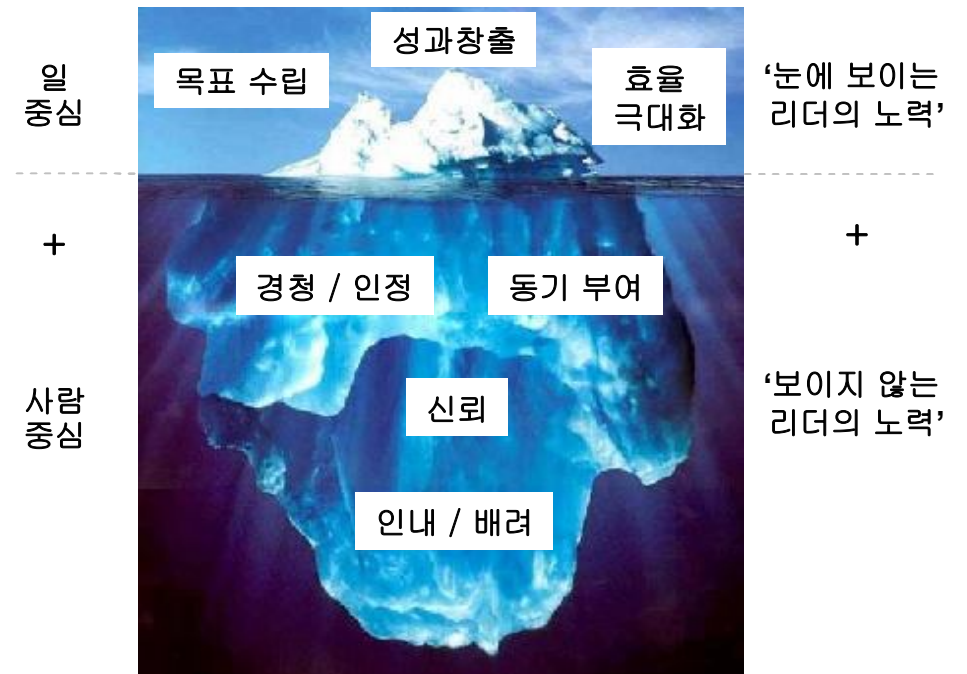 성과창출
목표 수립
효율
극대화
일
중심
‘눈에 보이는
리더의 노력’
+
+
경청 / 인정
동기 부여
사람
중심
신뢰
‘보이지 않는
리더의 노력’
인내 / 배려